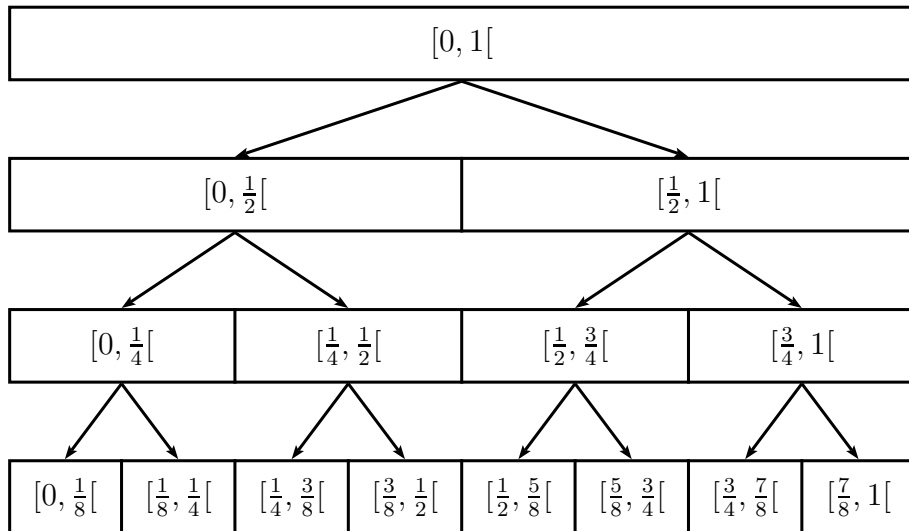 [0, 1[
[0, 1/2[ [1/2, 1[
[0, 1/4[ [1/4, 1/2[ [1/2, 3/4[ [3/4, 1[
[0, 1/8[ [1/8, 1/4[ [1/4, 3/8[ [3/8, 1/2[ [1/2, 5/8[ [5/8, 3/4[ [3/4, 7/8[ [7/8, 1[